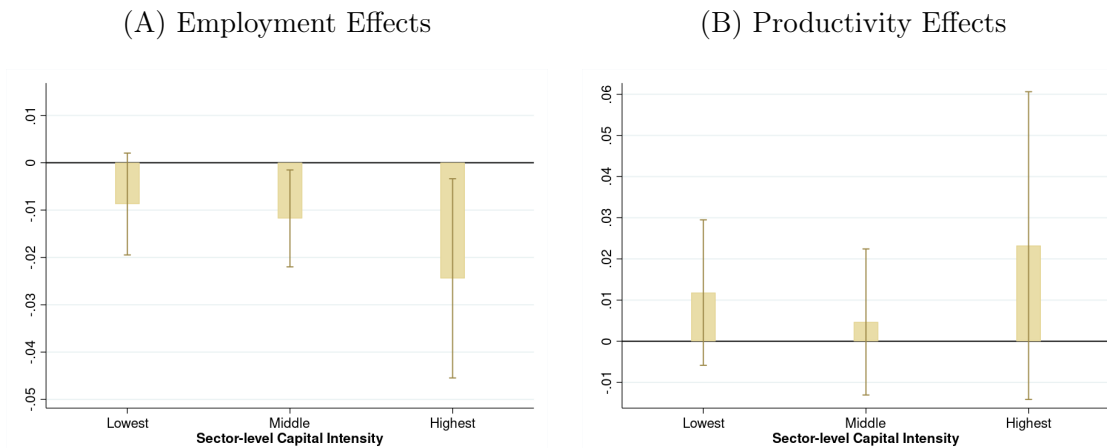 (A) Employment Effects
.01
0
-.01
-.02
-.03
-.04
-.05
Lowest Middle Highest
Sector-level Capital Intensity
(B) Productivity Effects
.06
.05
.04
.03
.02
.01
0
-.01
Lowest Middle Highest
Sector-level Capital Intensity